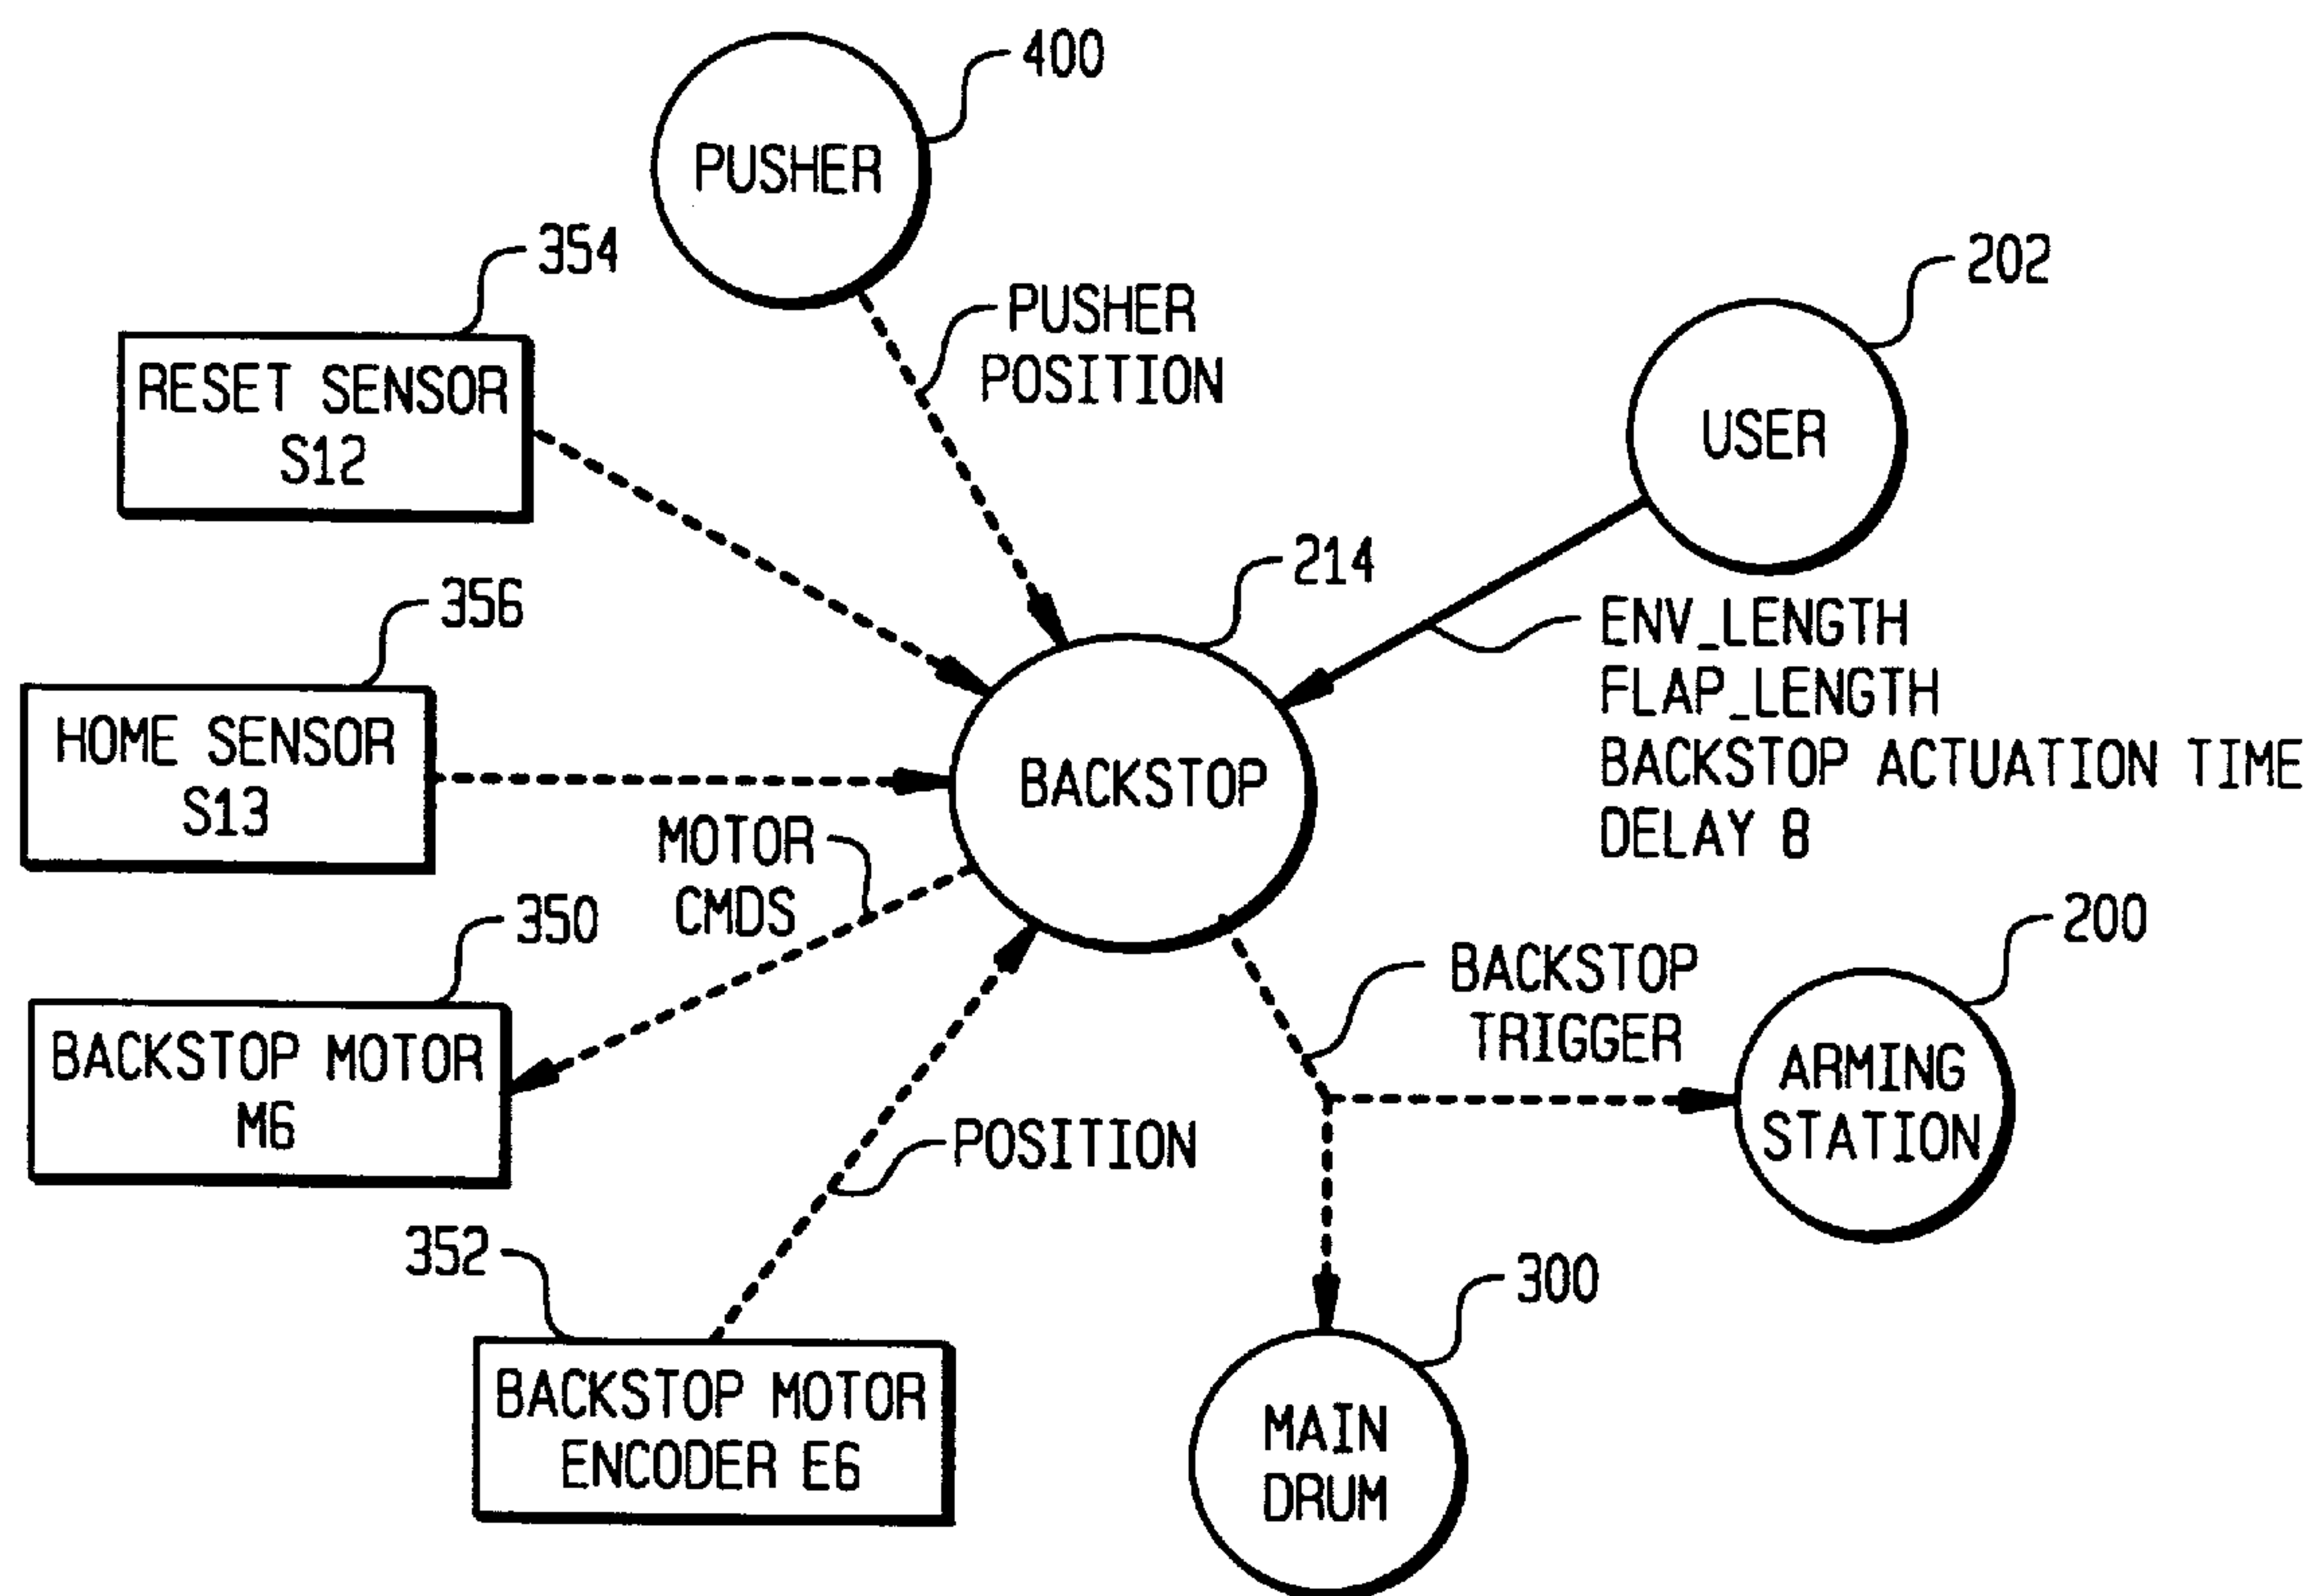 400
PUSHER
354
202
PUSHER
POSITION
RESET SENSOR
S12
USER
214
356
ENV_LENGTH
FLAP_LENGTH
BACKSTOP ACTUATION TIME
DELAY 8
HOME SENSOR
S13
BACKSTOP
MOTOR
CMDS
350
200
BACKSTOP
TRIGGER
BACKSTOP MOTOR
M6
ARMING
STATION
POSITION
352
300
BACKSTOP MOTOR
ENCODER E6
MAIN
DRUM